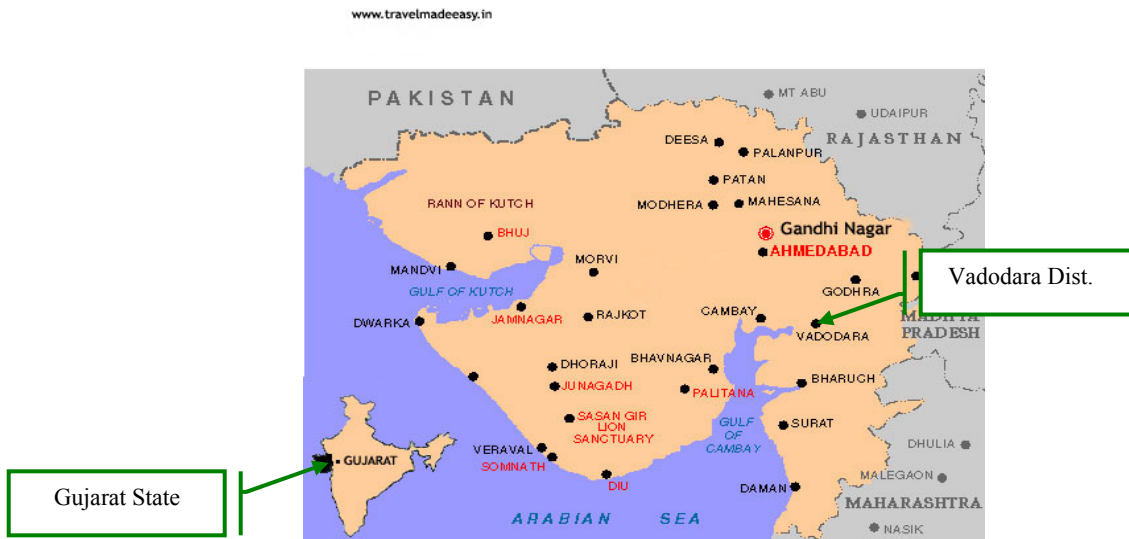 www.travelmadeeasy.in
PAKISTAN
MT ABU
UDAIPUR
RAJASTHAN
DEESA
PALANPUR
PATAN
MODHERA
MAHESANA
RANN OF KUTCH
BHUJ
Gandhi Nagar
AHMEDABAD
MANDVI
MORVI
GULF OF KUTCH
GODHRA
Vadodara Dist.
JAMNAGAR
DWARKA
RAJKOT
CAMBAY
VADODARA
PRADESH
DHORAJI
BHAVNAGAR
JUNAGADH
PALITANA
BHARUCH
SASAN GIR
LION
SANCTUARY
GULF
OF
CAMBAY
SURAT
VERAVAL
SOMNATH
DHULIA
GUJARAT
Gujarat State
DIU
DAMAN
MALEGAON
MAHARASHTRA
ARABIAN SEA
NASIK